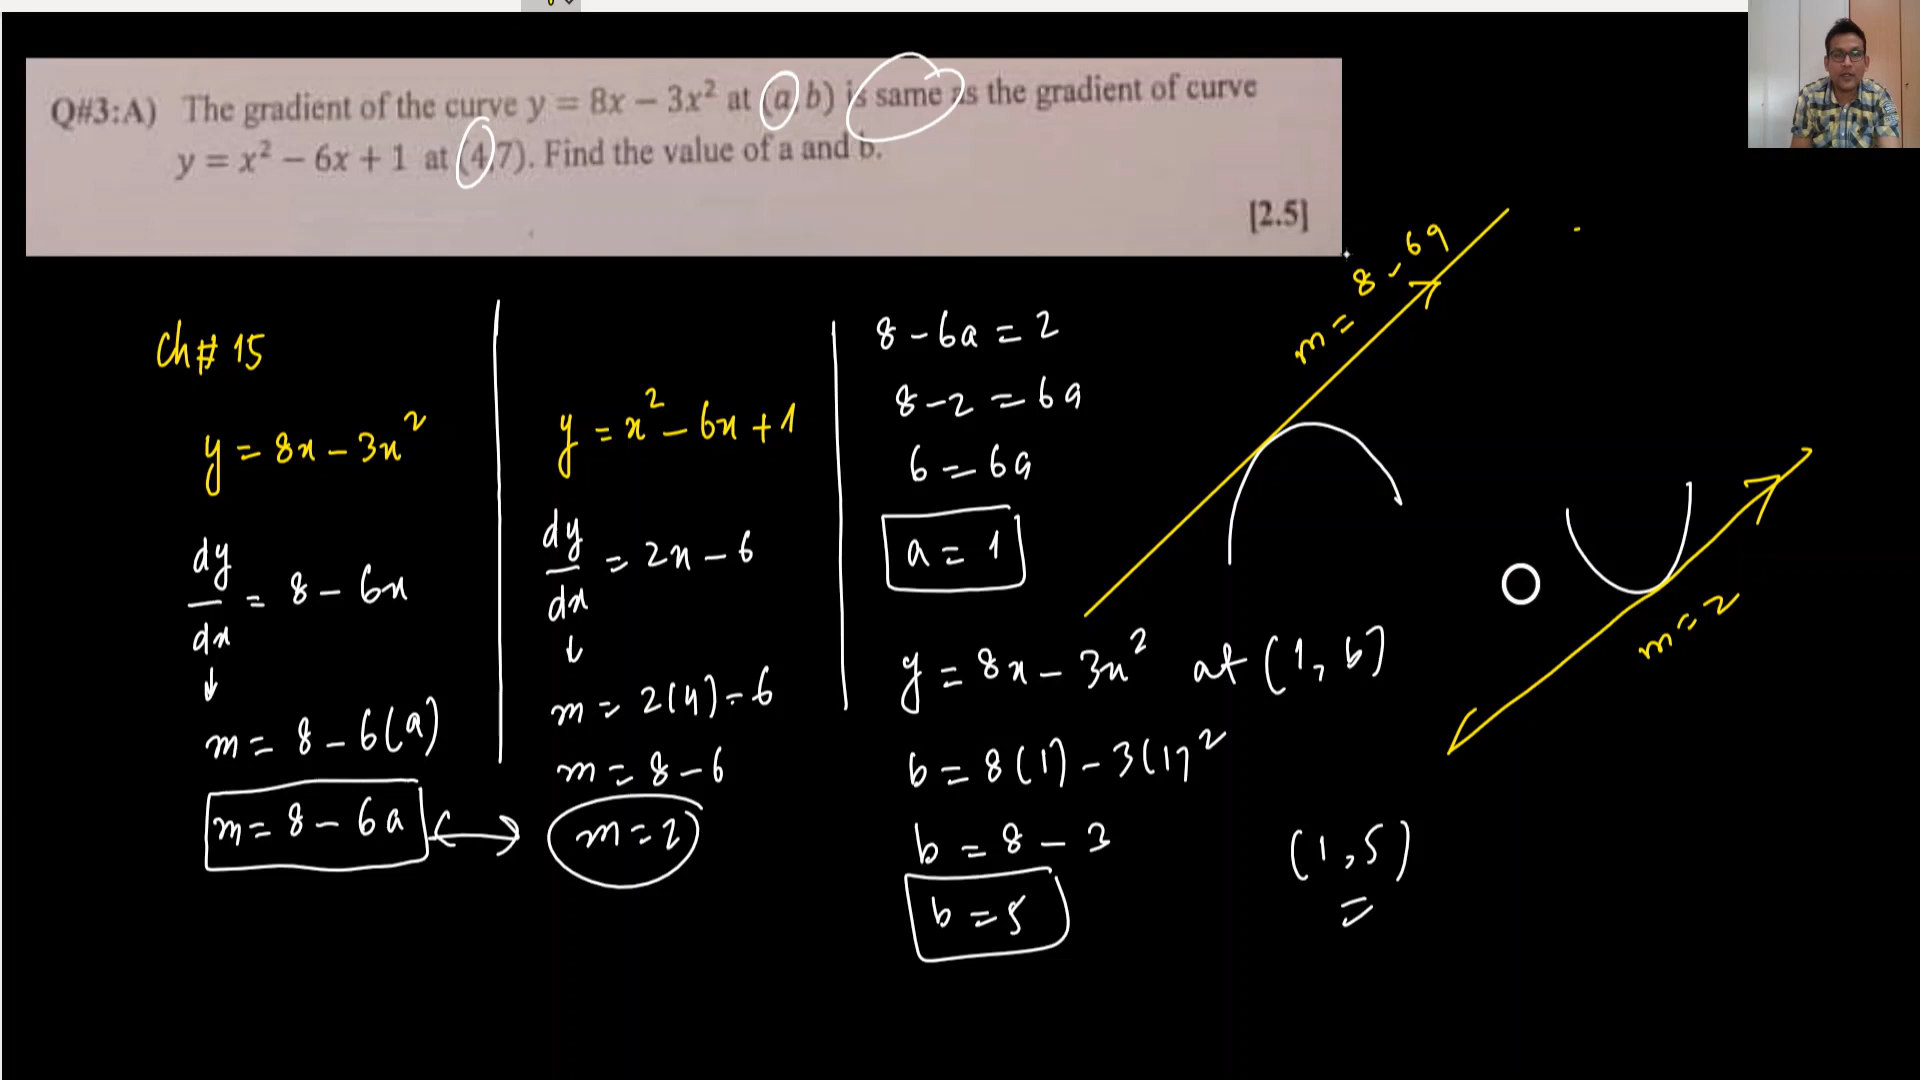 Q#3:A) The gradient of the curve y = 8x − 3x² at (a, b) is same as the gradient of curve
y = x² − 6x + 1 at (4,7). Find the value of a and b.
[2.5]
Ch# 15
y = 8x − 3x²
dy/dx = 8 − 6x
m = 8 − 6(a)
m = 8 − 6a
y = x² − 6x + 1
dy/dx = 2x − 6
m = 2(4) − 6
m = 8 − 6
m = 2
8 − 6a = 2
8 − 2 = 6a
6 = 6a
a = 1
y = 8x − 3x² at (1, b)
b = 8(1) − 3(1)²
b = 8 − 3
b = 5
(1, 5)
m = 8 − 6a
m = 2